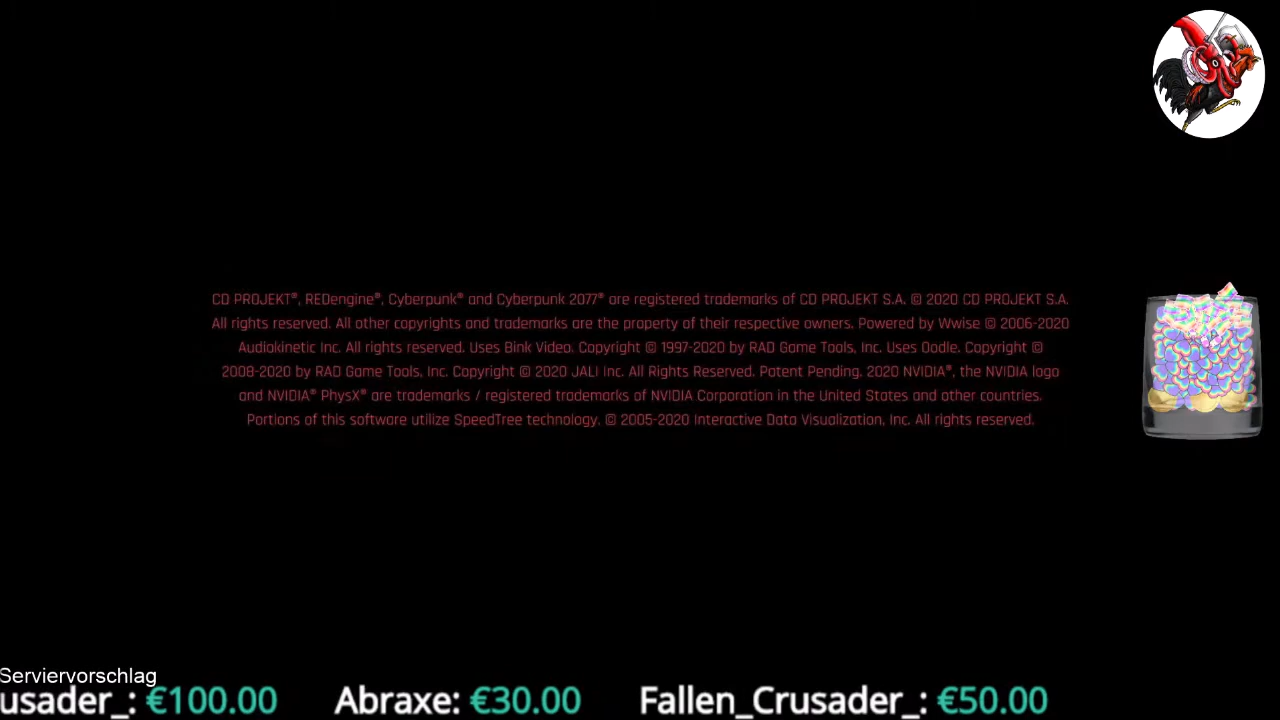 CD PROJEKT®, REDengine®, Cyberpunk® and Cyberpunk 2077® are registered trademarks of CD PROJEKT S.A. © 2020 CD PROJEKT S.A.
All rights reserved. All other copyrights and trademarks are the property of their respective owners. Powered by Wwise © 2006-2020
Audiokinetic Inc. All rights reserved. Uses Bink Video. Copyright © 1997-2020 by RAD Game Tools, Inc. Uses Oodle. Copyright ©
2008-2020 by RAD Game Tools, Inc. Copyright © 2020 JALI Inc. All Rights Reserved. Patent Pending. 2020 NVIDIA®, the NVIDIA logo
and NVIDIA® PhysX® are trademarks / registered trademarks of NVIDIA Corporation in the United States and other countries.
Portions of this software utilize SpeedTree technology. © 2005-2020 Interactive Data Visualization, Inc. All rights reserved.
Serviervorschlag
usader_: €100.00 Abraxe: €30.00 Fallen_Crusader_: €50.00